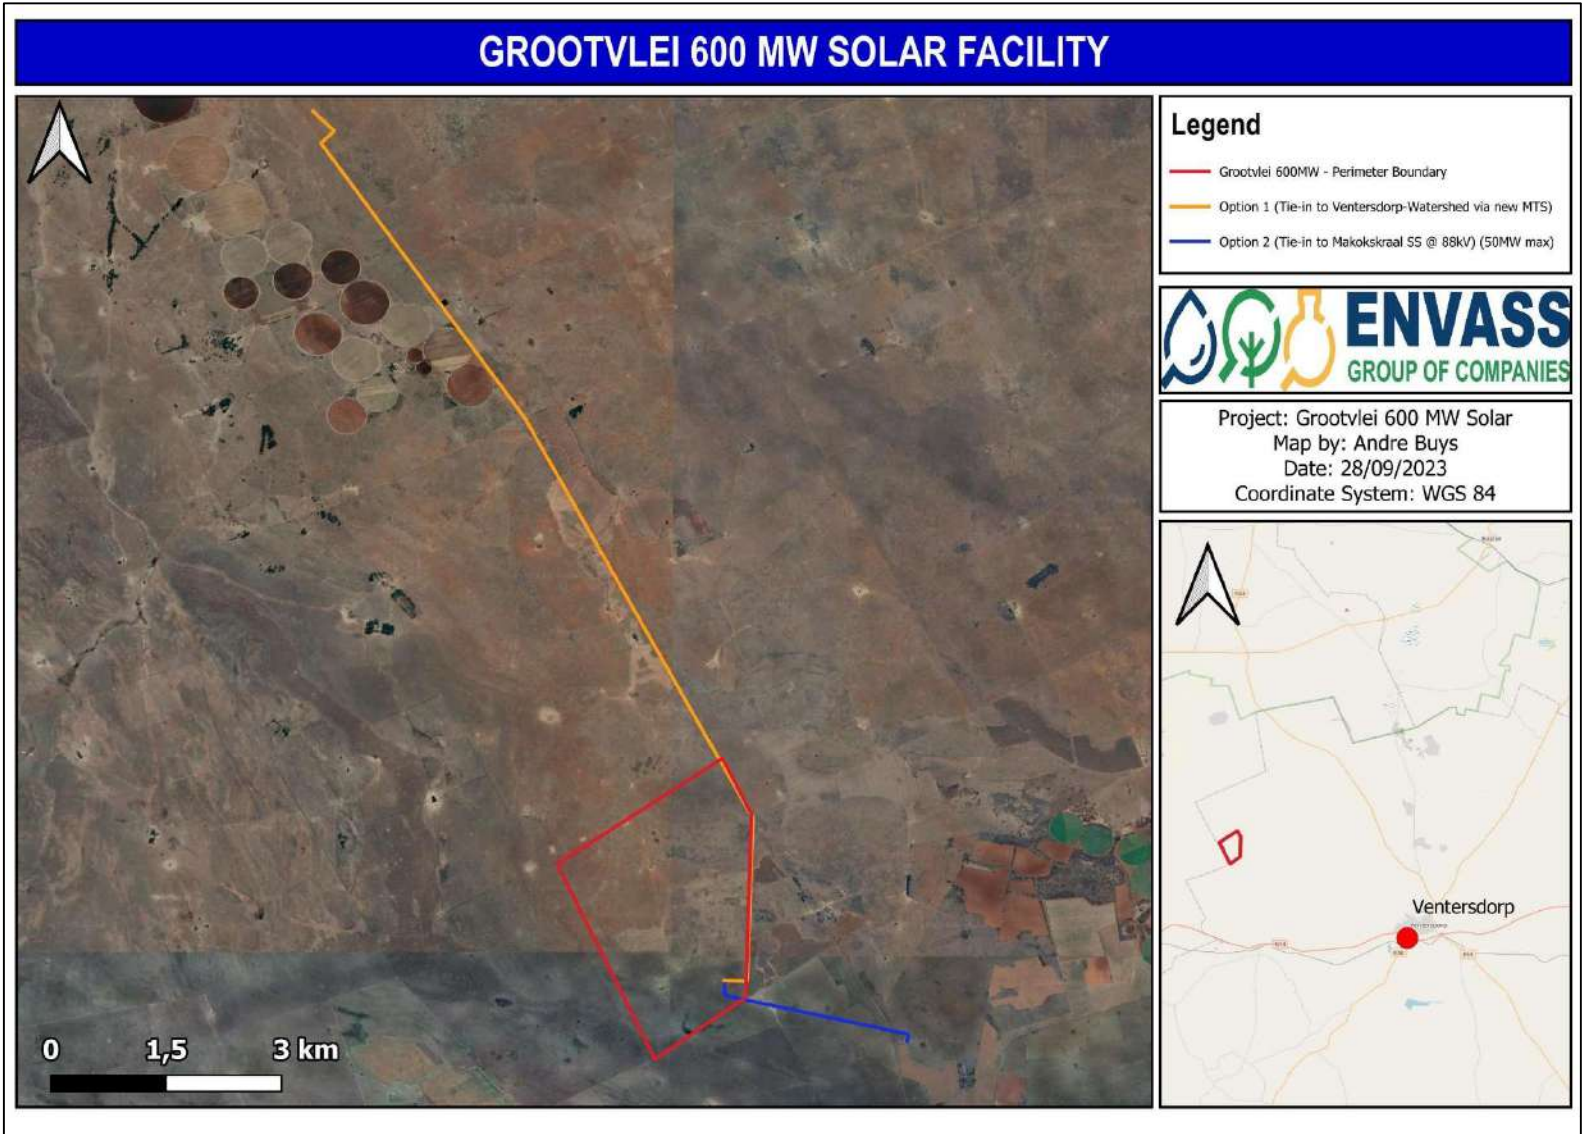 GROOTVLEI 600 MW SOLAR FACILITY
Legend
Grootvlei 600MW - Perimeter Boundary
Option 1 (Tie-in to Ventersdorp-Watershed via new MTS)
Option 2 (Tie-in to Makokskraal SS @ 88kV) (50MW max)
ENVASS
GROUP OF COMPANIES
Project: Grootvlei 600 MW Solar
Map by: Andre Buys
Date: 28/09/2023
Coordinate System: WGS 84
Ventersdorp
0 1,5 3 km